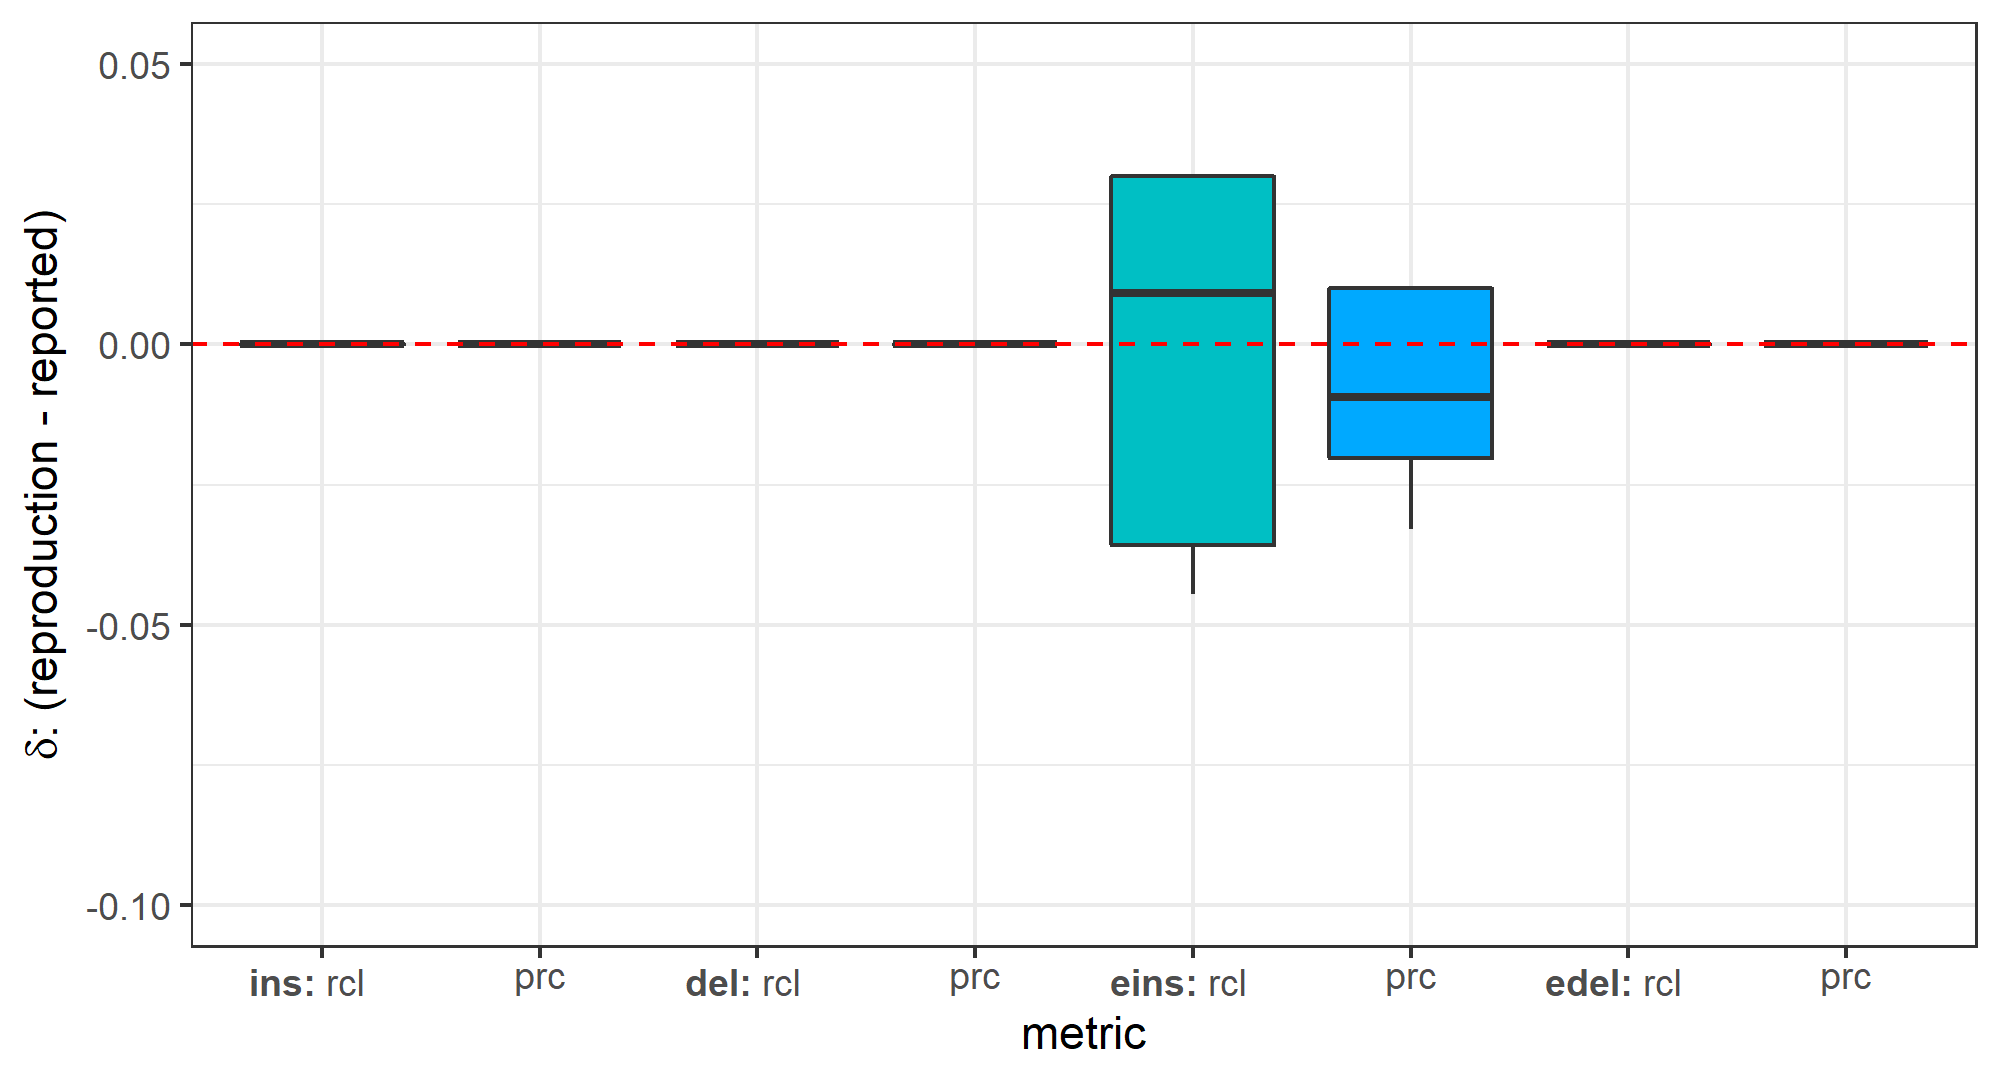 δ: (reproduction - reported)
0.05
0.00
-0.05
-0.10
ins: rcl prc del: rcl prc eins: rcl prc edel: rcl prc
metric